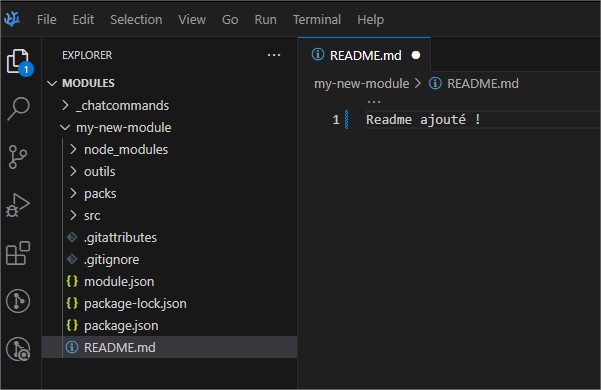 File Edit Selection View Go Run Terminal Help
EXPLORER
README.md
MODULES
my-new-module > README.md
_chatcommands
...
my-new-module
1 Readme ajouté !
node_modules
outils
packs
src
.gitattributes
.gitignore
module.json
package-lock.json
package.json
README.md
1